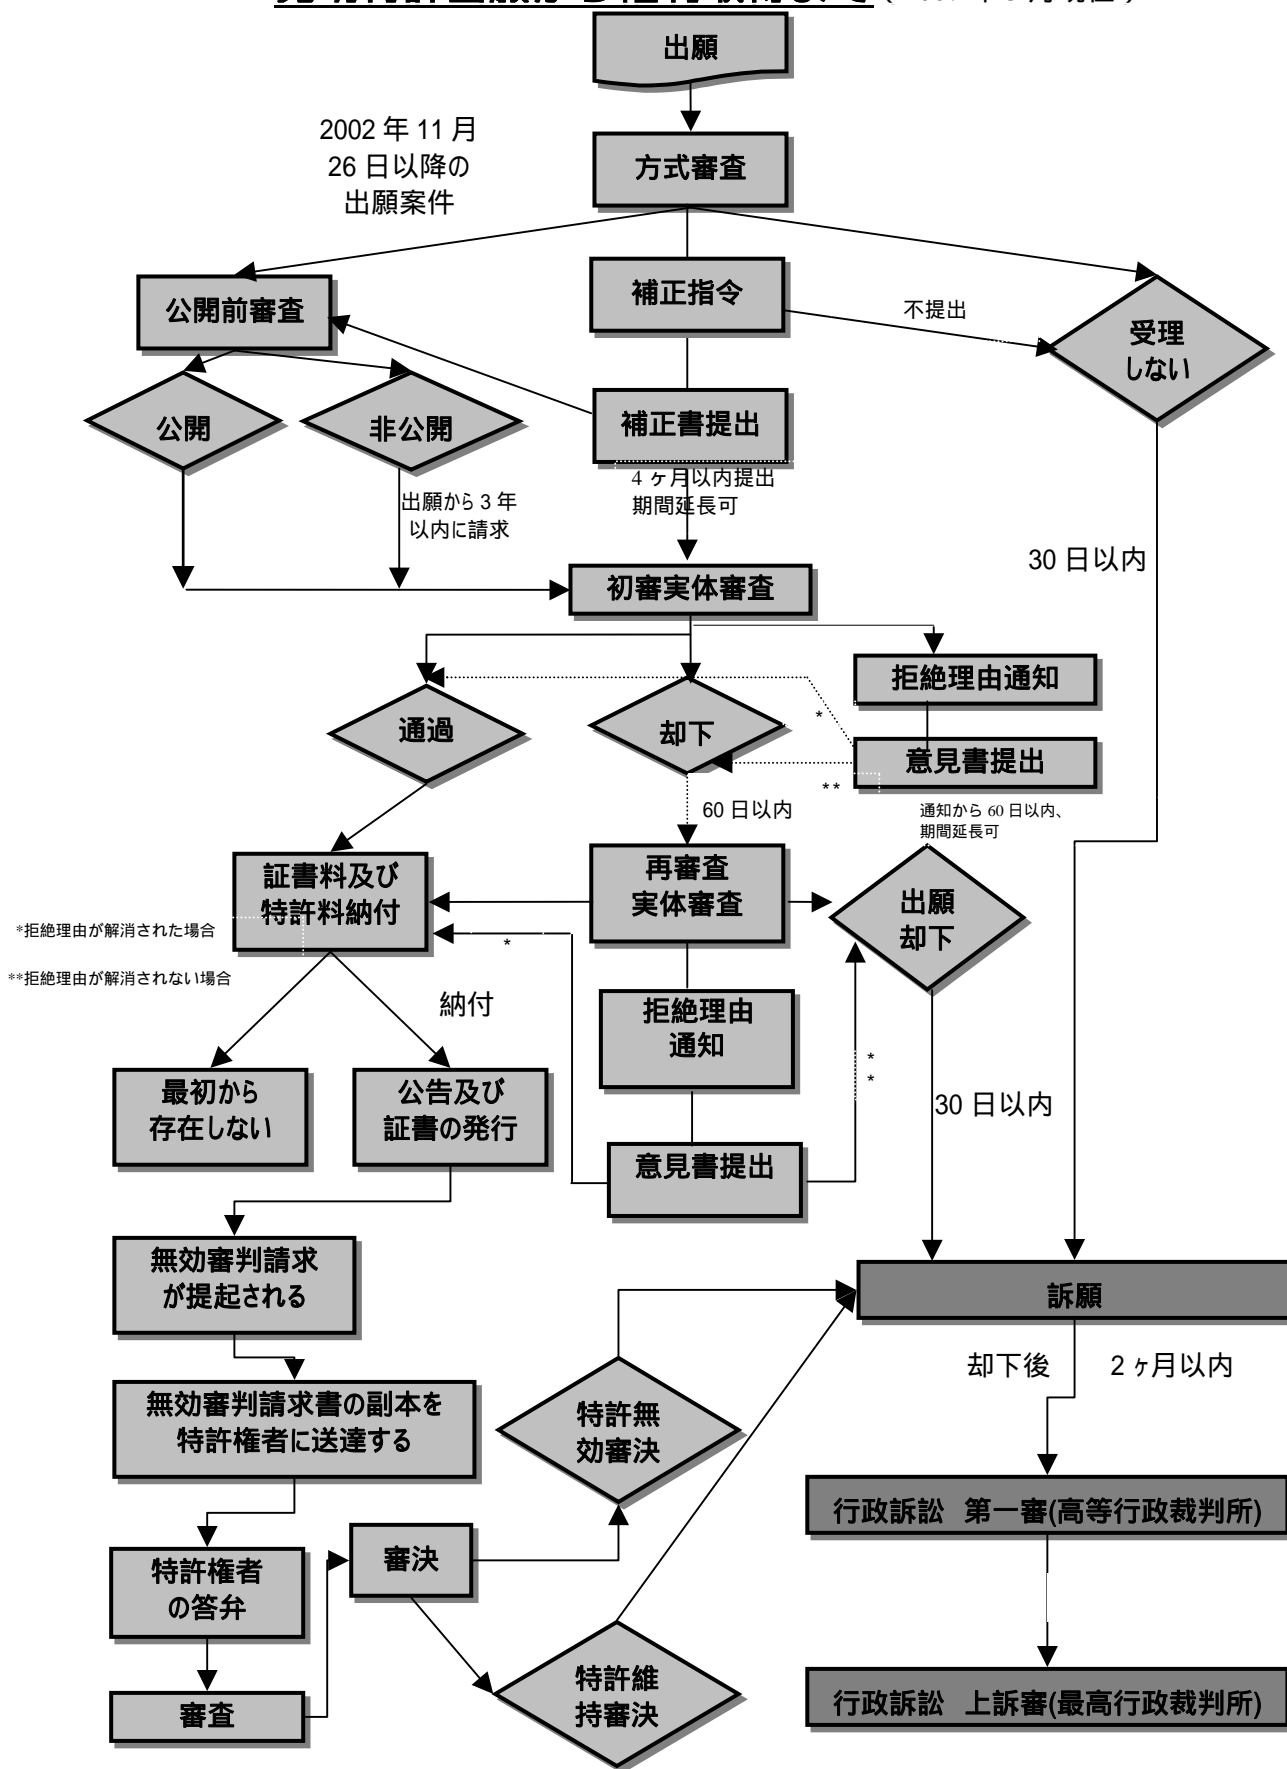 出願
2002 年 11 月
26 日以降の
出願案件
方式審査
公開前審査
補正指令
不提出
受理
しない
公開
非公開
補正書提出
4 ヶ月以内提出
期間延長可
出願から 3 年
以内に請求
30 日以内
初審実体審査
拒絶理由通知
通過
却下
*
意見書提出
**
60 日以内
通知から 60 日以内、
期間延長可
証書料及び
特許料納付
再審査
実体審査
出願
却下
*拒絶理由が解消された場合
*
**拒絶理由が解消されない場合
納付
拒絶理由
通知
*
*
最初から
存在しない
公告及び
証書の発行
30 日以内
意見書提出
無効審判請求
が提起される
訴願
却下後
2 ヶ月以内
無効審判請求書の副本を
特許権者に送達する
特許無
効審決
行政訴訟 第一審(高等行政裁判所)
特許権者
の答弁
審決
審査
特許維
持審決
行政訴訟 上訴審(最高行政裁判所)